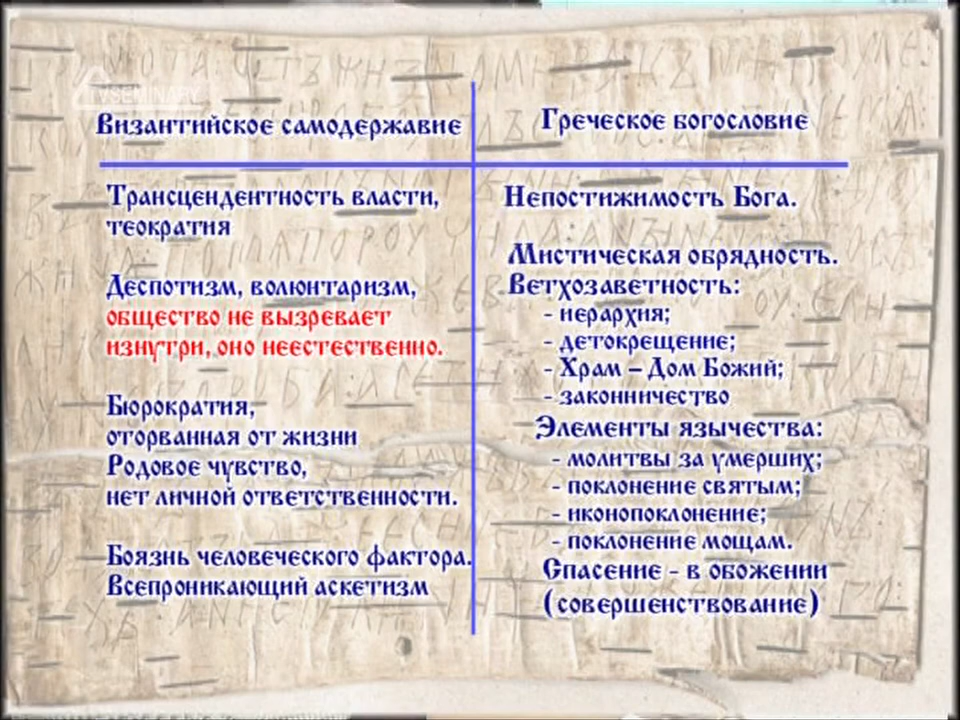 TVSEMINARY
Византийское самодержавие
Трансцендентность власти,
теократия
Деспотизм, волюнтаризм,
общество не вызревает
изнутри, оно неестественно.
Бюрократия,
оторванная от жизни
Родовое чувство,
нет личной ответственности.
Боязнь человеческого фактора.
Всепроникающий аскетизм
Греческое богословие
Непостижимость Бога.
Мистическая обрядность.
Ветхозаветность:
- иерархия;
- детокрещение;
- Храм – Дом Божий;
- законничество
Элементы язычества:
- молитвы за умерших;
- поклонение святым;
- иконопоклонение;
- поклонение мощам.
Спасение - в обожении
(совершенствование)